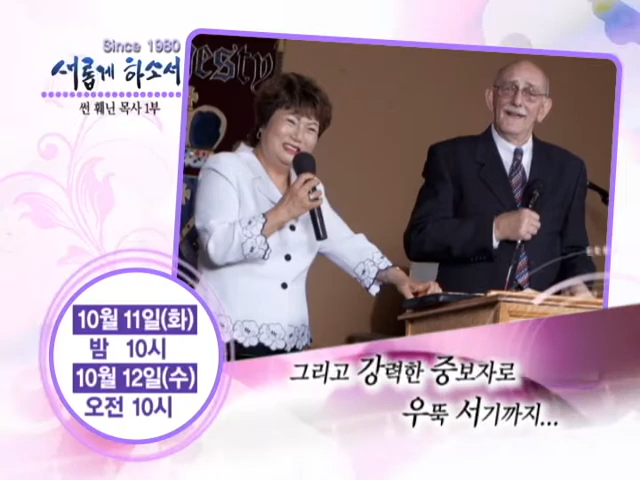 Since 1980
새롭게 하소서
썬 훼닌 목사 1부
esty
10월 11일(화)
밤 10시
10월 12일(수)
오전 10시
그리고 강력한 중보자로
우뚝 서기까지...